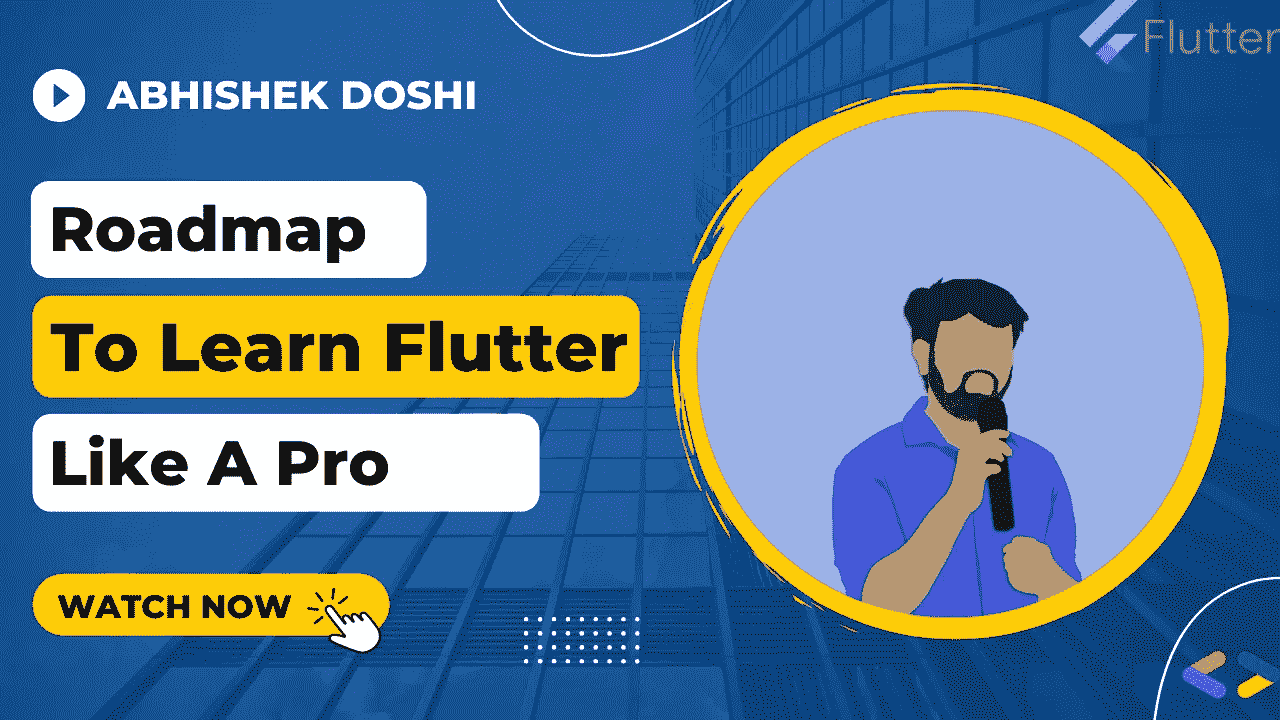 Flutter
ABHISHEK DOSHI
Roadmap
To Learn Flutter
Like A Pro
WATCH NOW